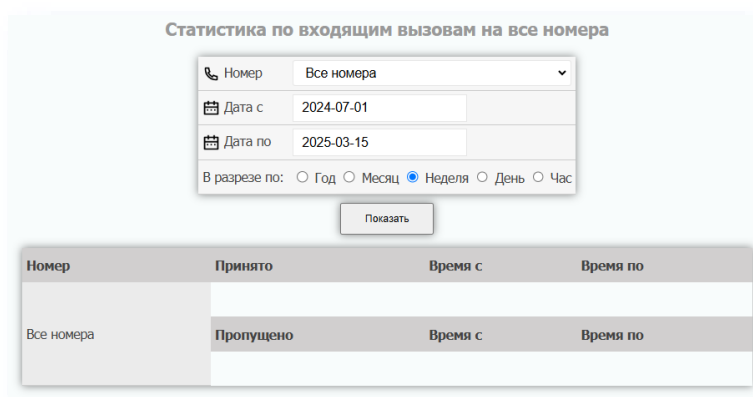 Статистика по входящим вызовам на все номера
Номер Все номера
Дата с 2024-07-01
Дата по 2025-03-15
В разрезе по: Год Месяц Неделя День Час
Показать
Номер Принято Время с Время по
Все номера
Пропущено Время с Время по